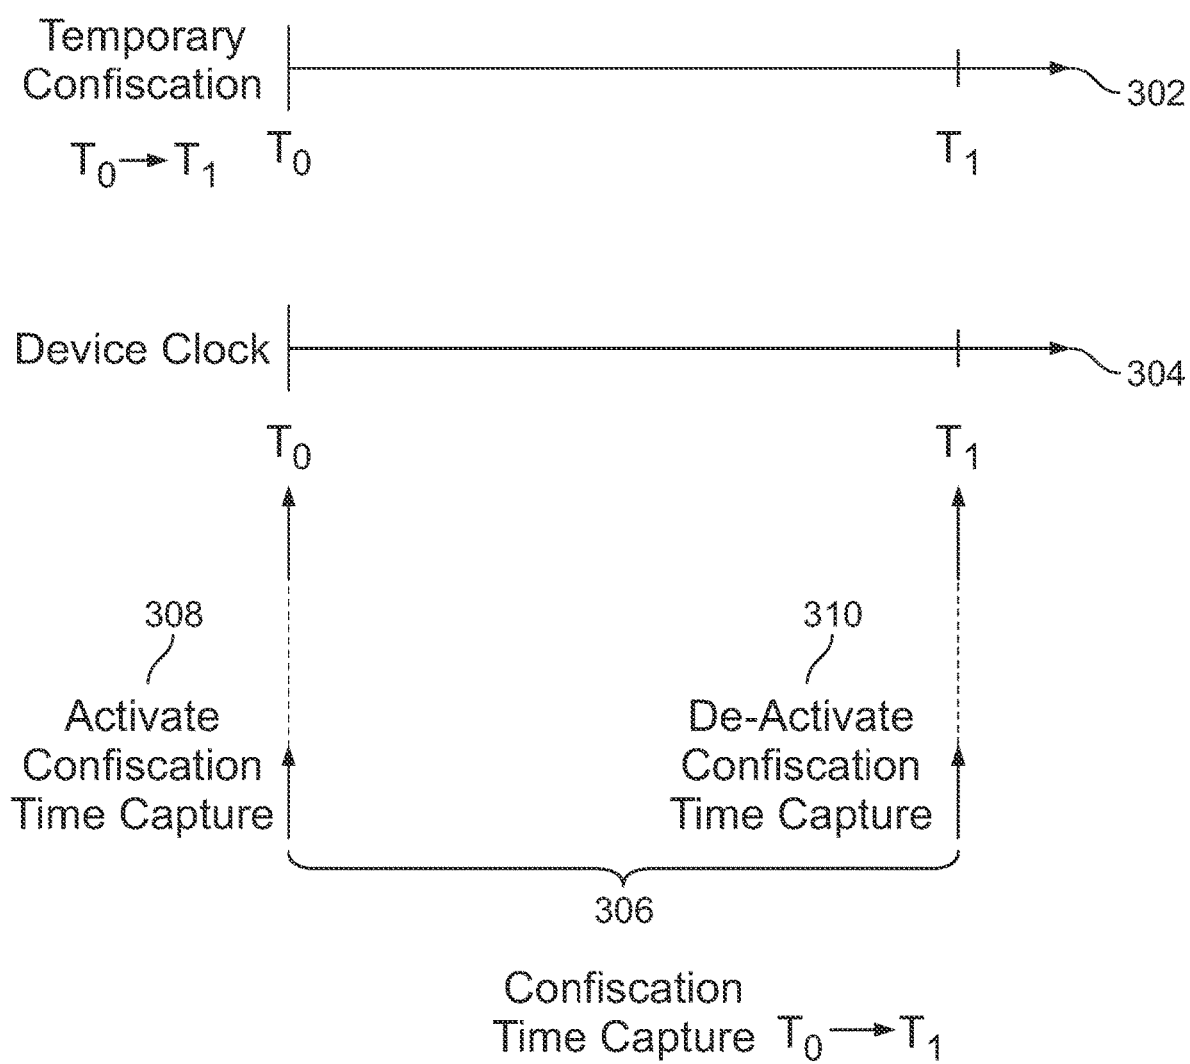 Temporary
Confiscation
302
T0 → T1
T0
T1
Device Clock
304
T0
T1
308
Activate
Confiscation
Time Capture
310
De-Activate
Confiscation
Time Capture
306
Confiscation
Time Capture T0 → T1